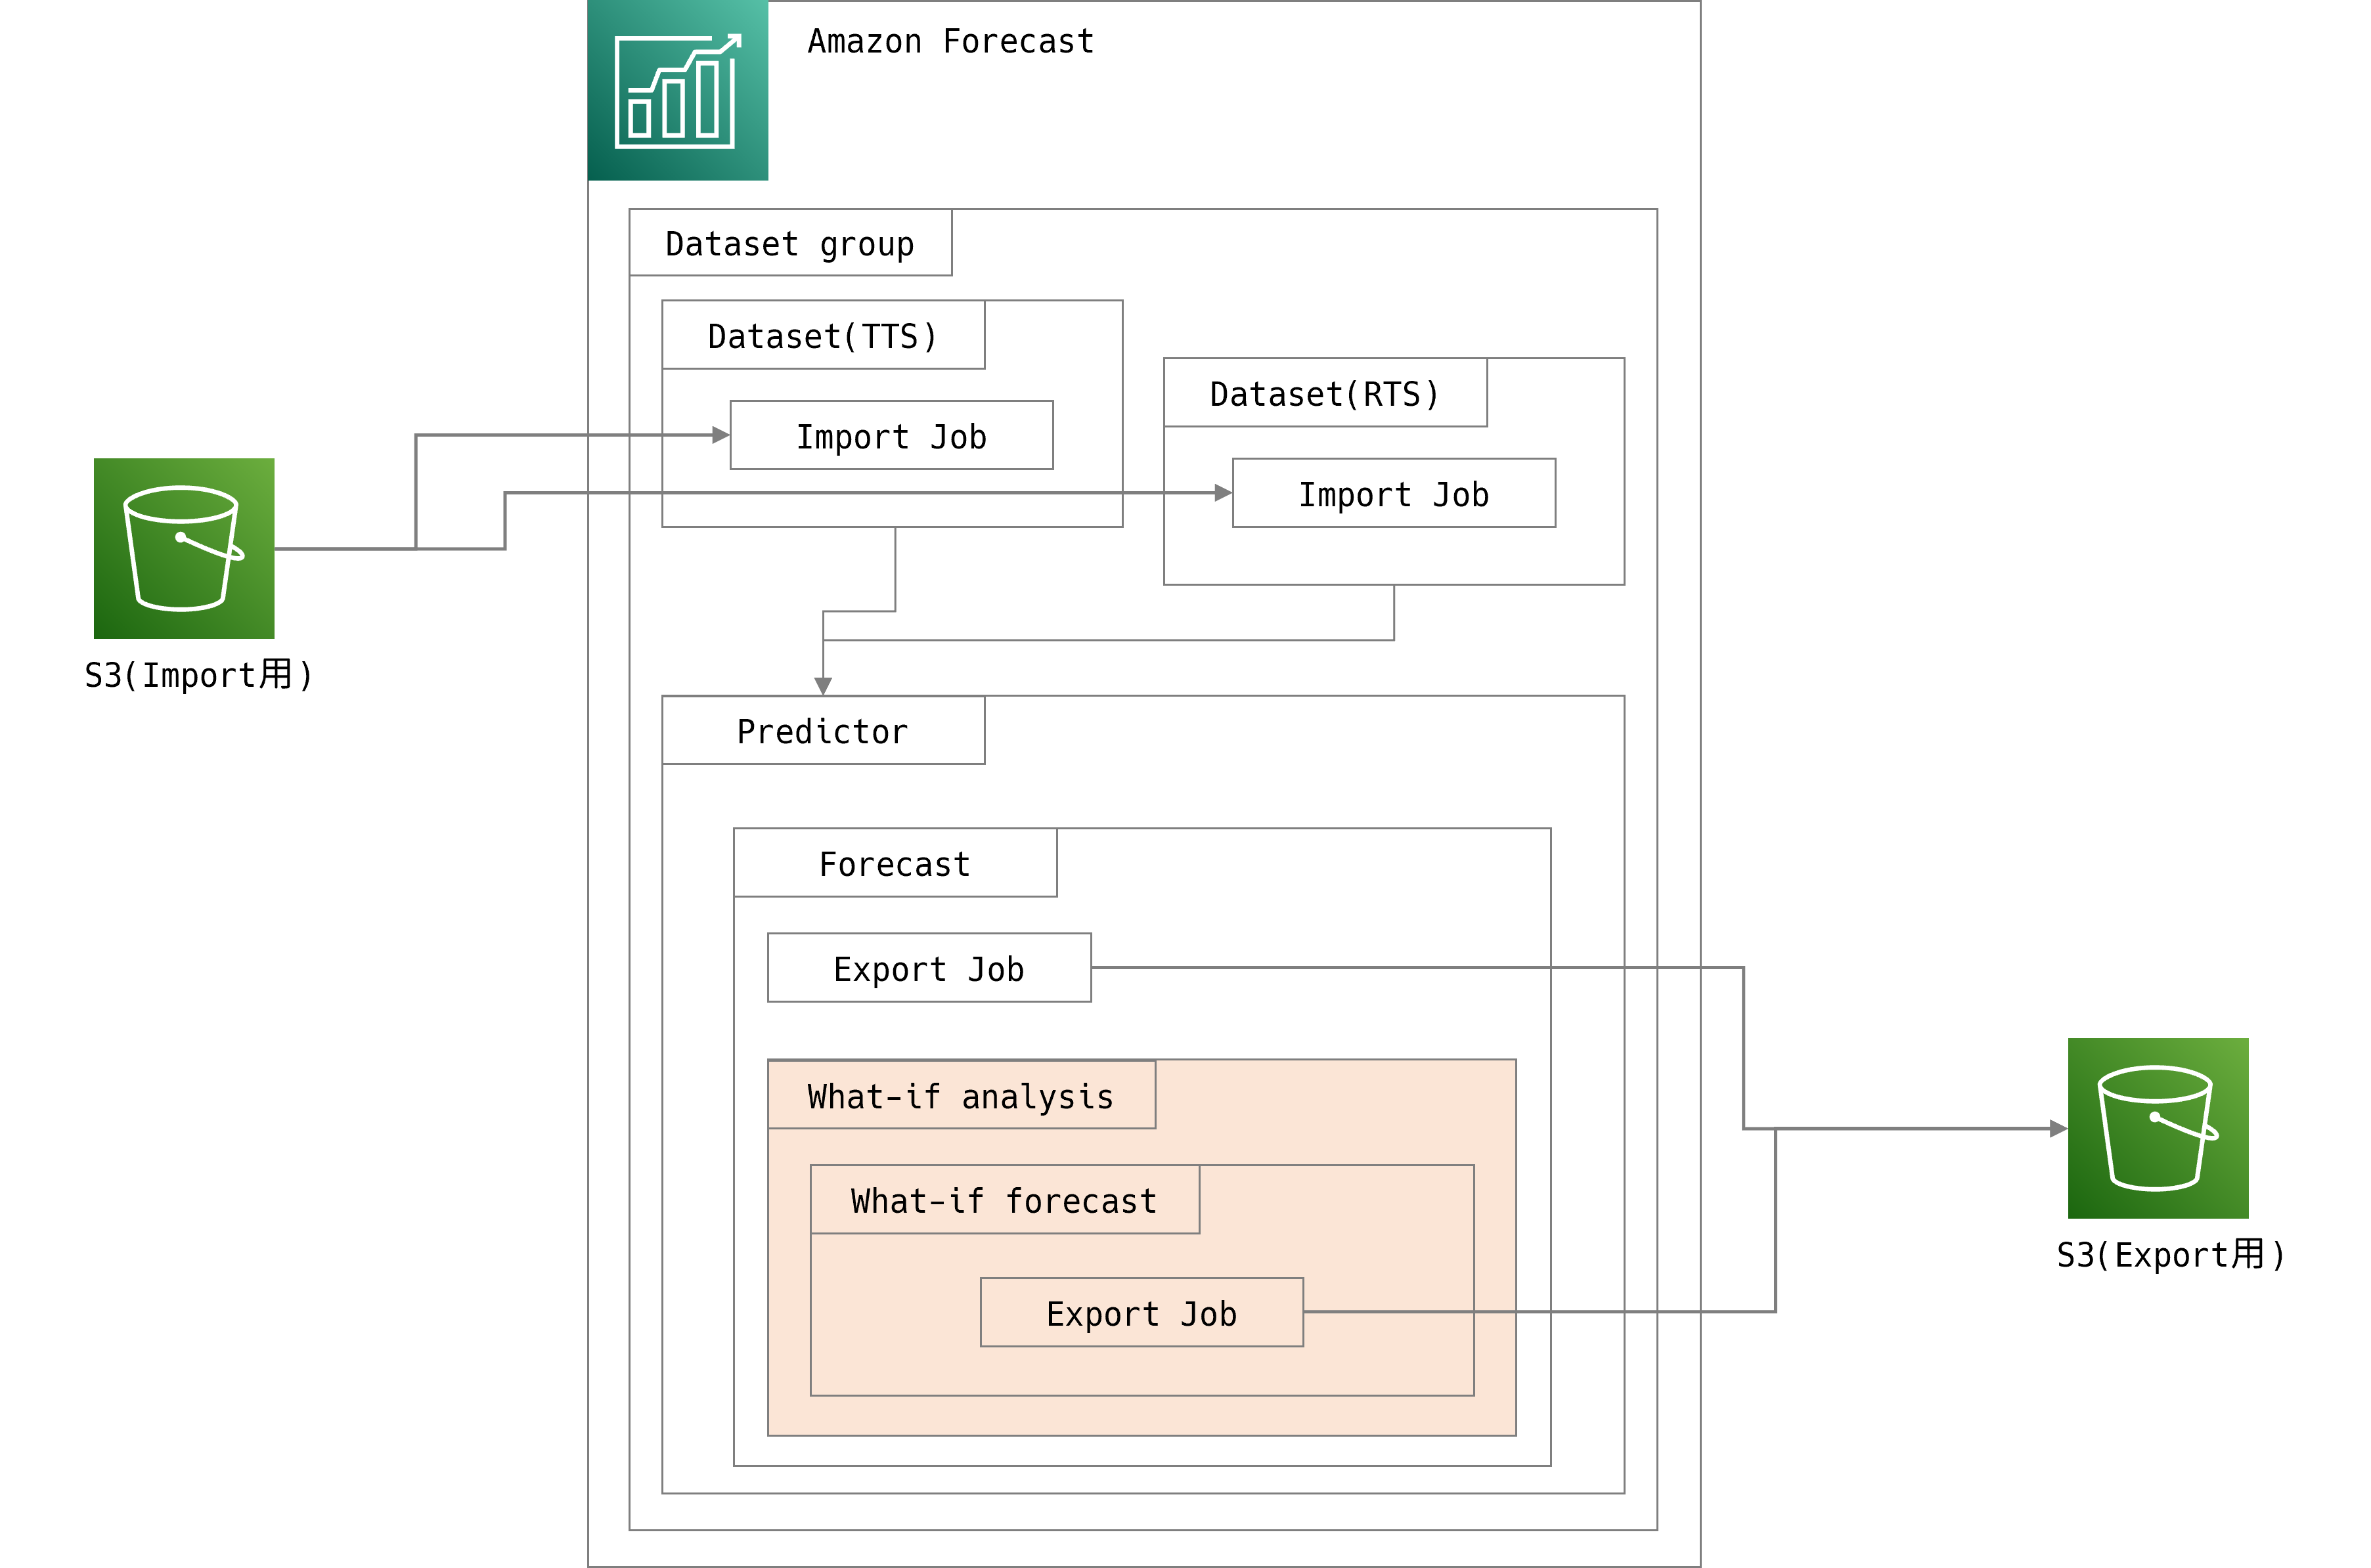 Amazon Forecast
Dataset group
Dataset(TTS)
Dataset(RTS)
Import Job
Import Job
S3(Import用)
Predictor
Forecast
Export Job
What-if analysis
What-if forecast
Export Job
S3(Export用)